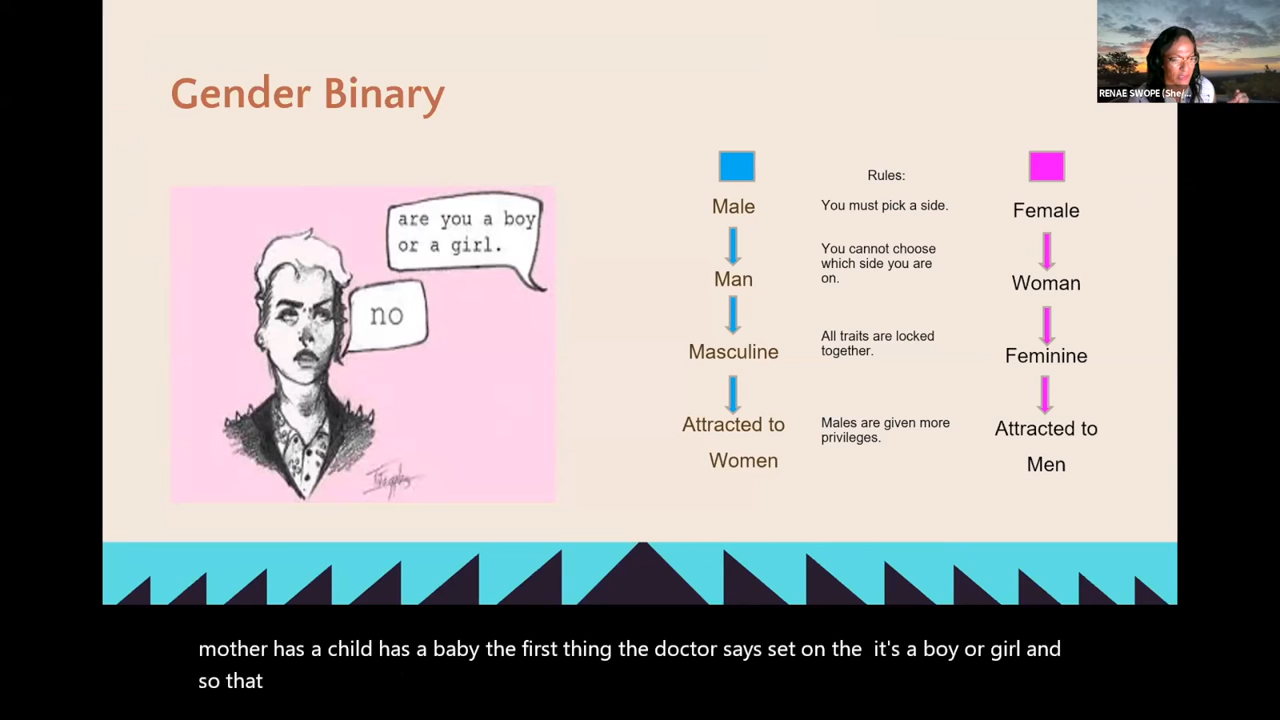 Gender Binary
RENAE SWOPE (She/...
are you a boy
or a girl.
no
Male
Man
Masculine
Attracted to
Women
Rules:
You must pick a side.
You cannot choose
which side you are
on.
All traits are locked
together.
Males are given more
privileges.
Female
Woman
Feminine
Attracted to
Men
mother has a child has a baby the first thing the doctor says set on the it's a boy or girl and
so that